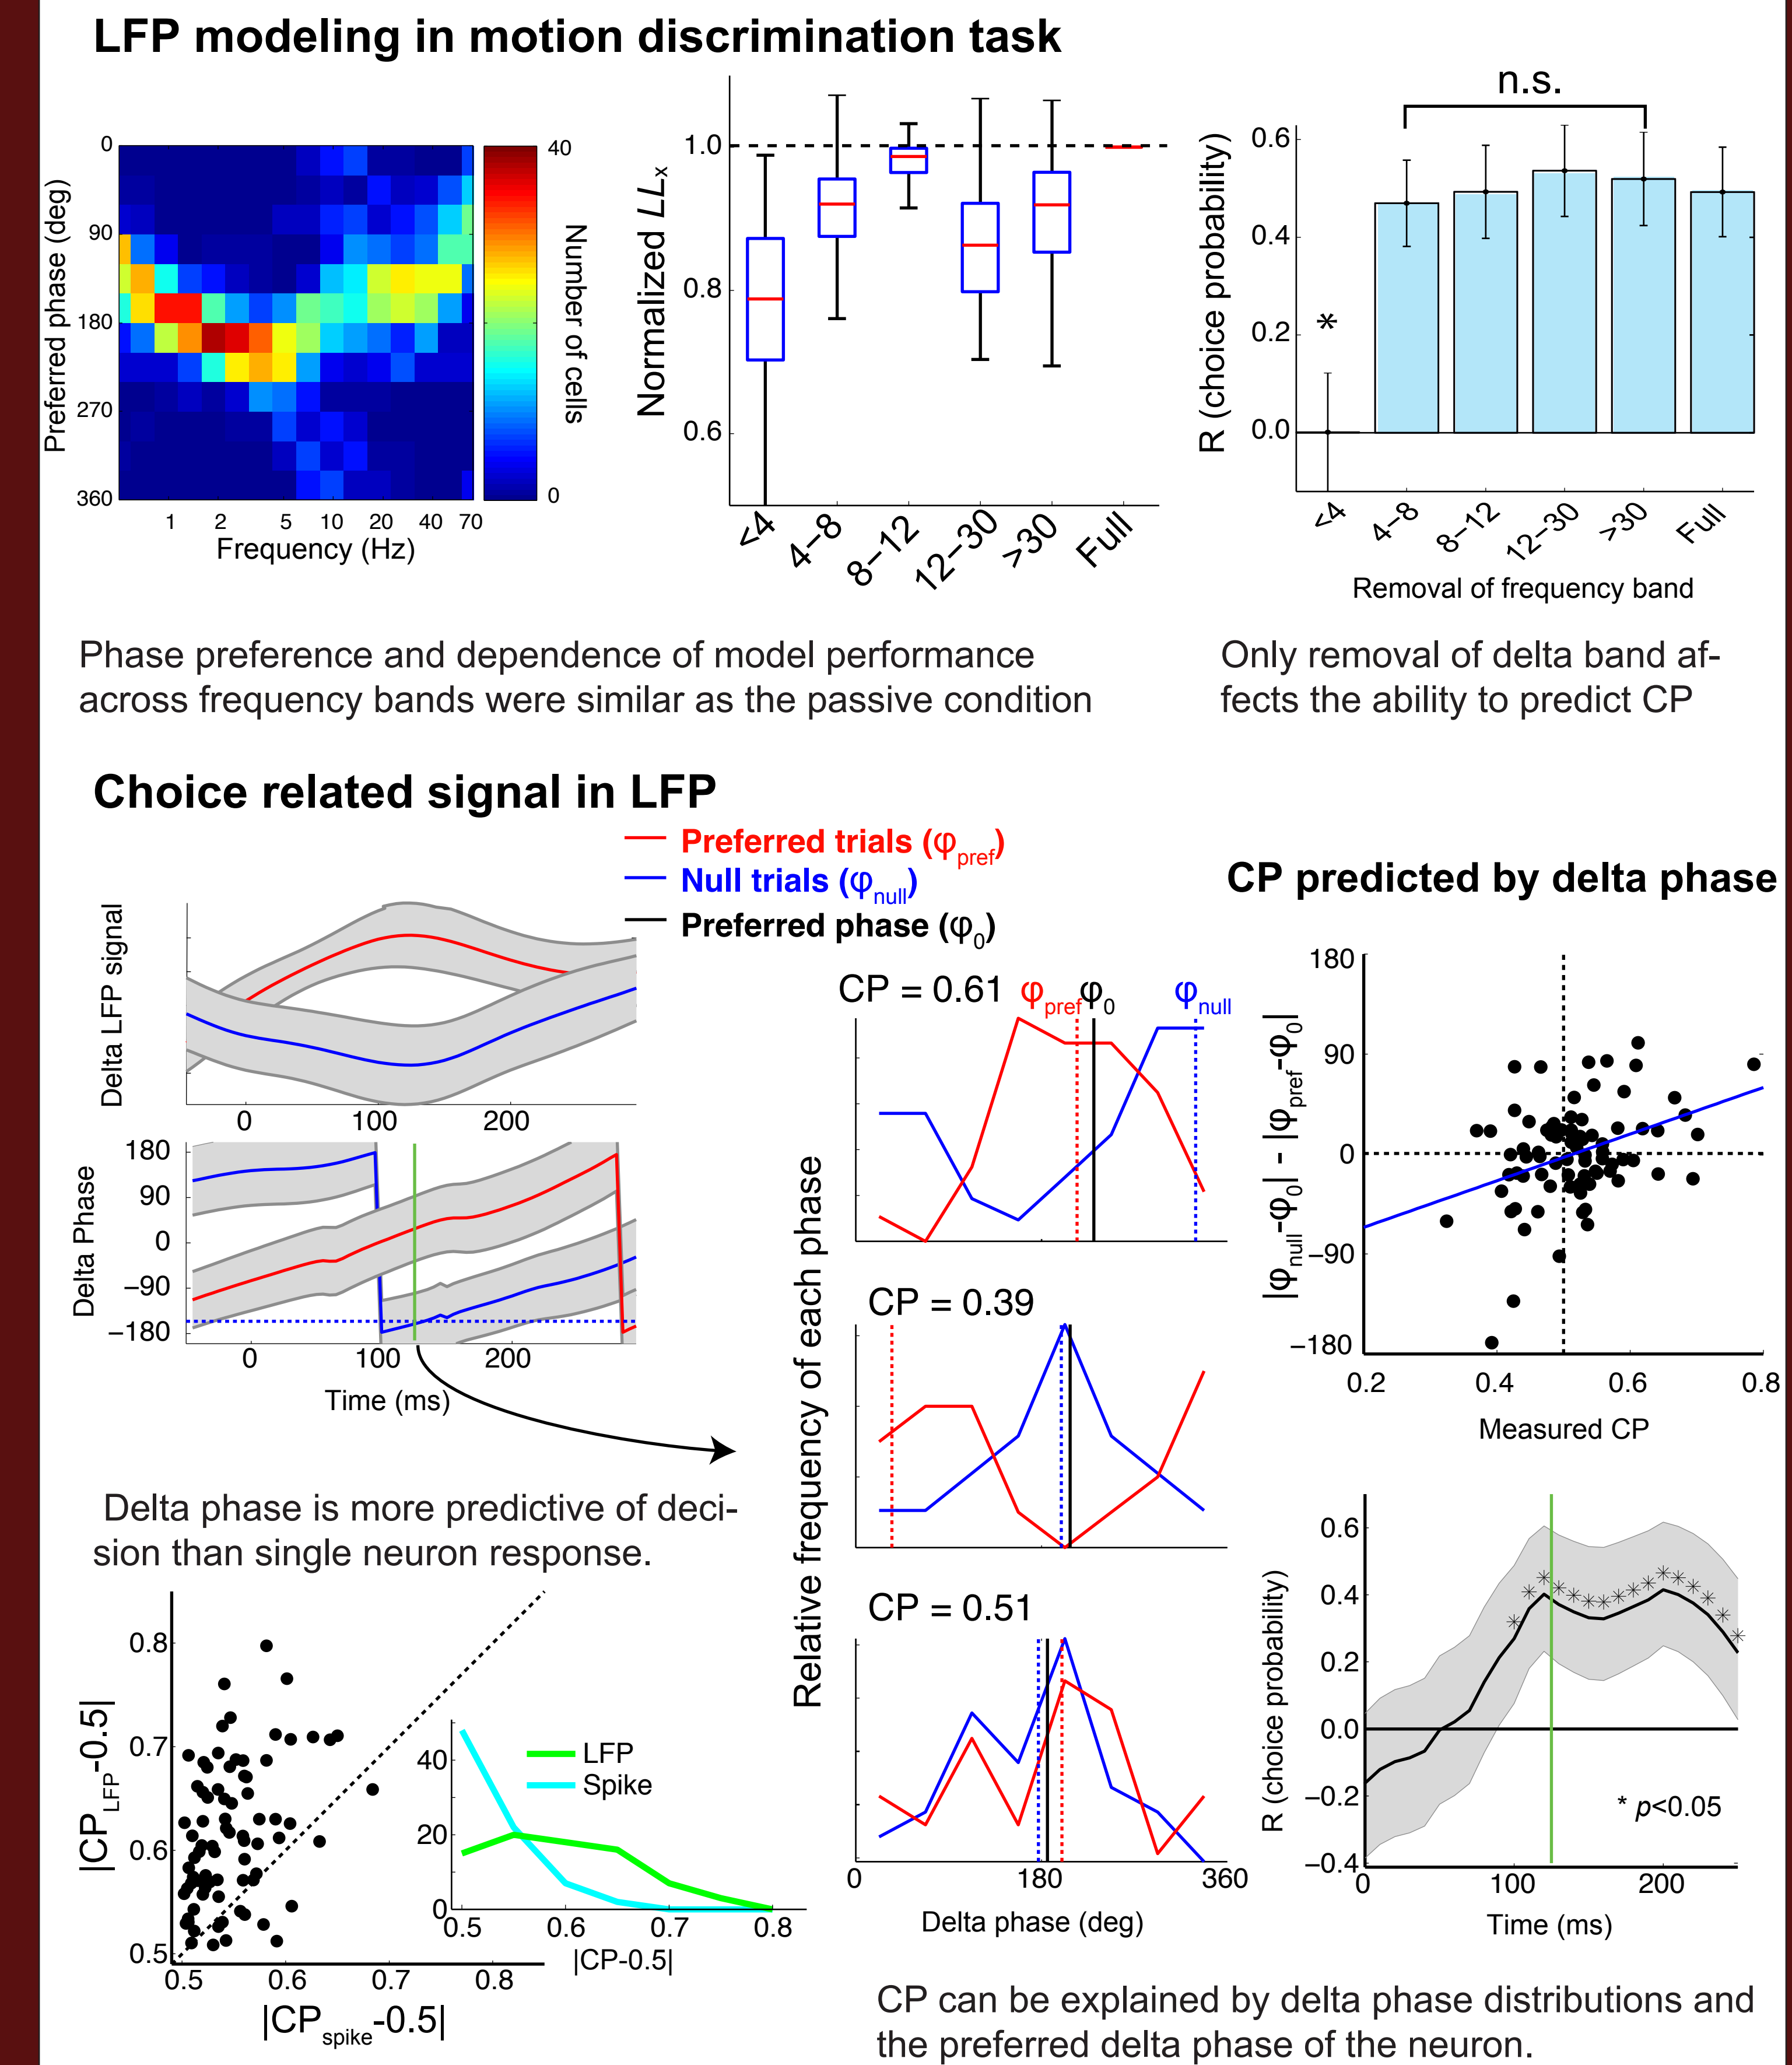 LFP modeling in motion discrimination task
Preferred phase (deg)
0
90
180
270
360
1 2 5 10 20 40 70
Frequency (Hz)
40
0
Number of cells
Normalized LLx
1.0
0.8
0.6
<4
4–8
8–12
12–30
>30
Full
n.s.
R (choice probability)
0.6
0.4
0.2
0.0
*
<4
4–8
8–12
12–30
>30
Full
Removal of frequency band
Phase preference and dependence of model performance
across frequency bands were similar as the passive condition
Only removal of delta band af-
fects the ability to predict CP
Choice related signal in LFP
Preferred trials (φpref)
Null trials (φnull)
Preferred phase (φ0)
Delta LFP signal
0 100 200
Delta Phase
180
90
0
−90
−180
0 100 200
Time (ms)
Delta phase is more predictive of deci-
sion than single neuron response.
|CPLFP-0.5|
0.8
0.7
0.6
0.5
0.5 0.6 0.7 0.8
|CPspike-0.5|
LFP
Spike
40
20
0
0.5 0.6 0.7 0.8
|CP-0.5|
Relative frequency of each phase
CP = 0.61
φpref φ0 φnull
CP = 0.39
CP = 0.51
0 180 360
Delta phase (deg)
CP predicted by delta phase
|φnull-φ0| - |φpref-φ0|
180
90
0
−90
−180
0.2 0.4 0.6 0.8
Measured CP
R (choice probability)
0.6
0.4
0.2
0.0
−0.2
−0.4
* p<0.05
0 100 200
Time (ms)
CP can be explained by delta phase distributions and
the preferred delta phase of the neuron.